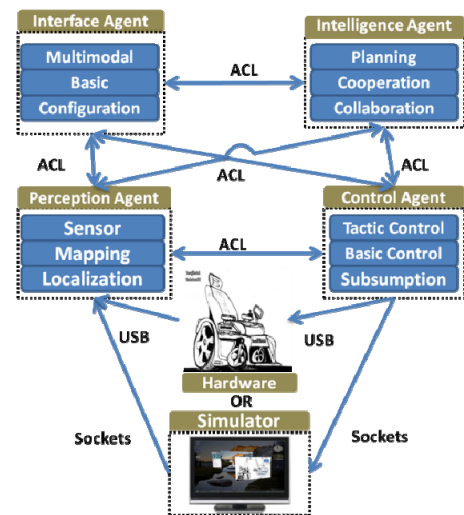 Interface Agent
Multimodal
Basic
Configuration
Intelligence Agent
Planning
Cooperation
Collaboration
ACL
ACL
ACL
ACL
Perception Agent
Sensor
Mapping
Localization
Control Agent
Tactic Control
Basic Control
Subsumption
ACL
USB
USB
Hardware
OR
Simulator
Sockets
Sockets